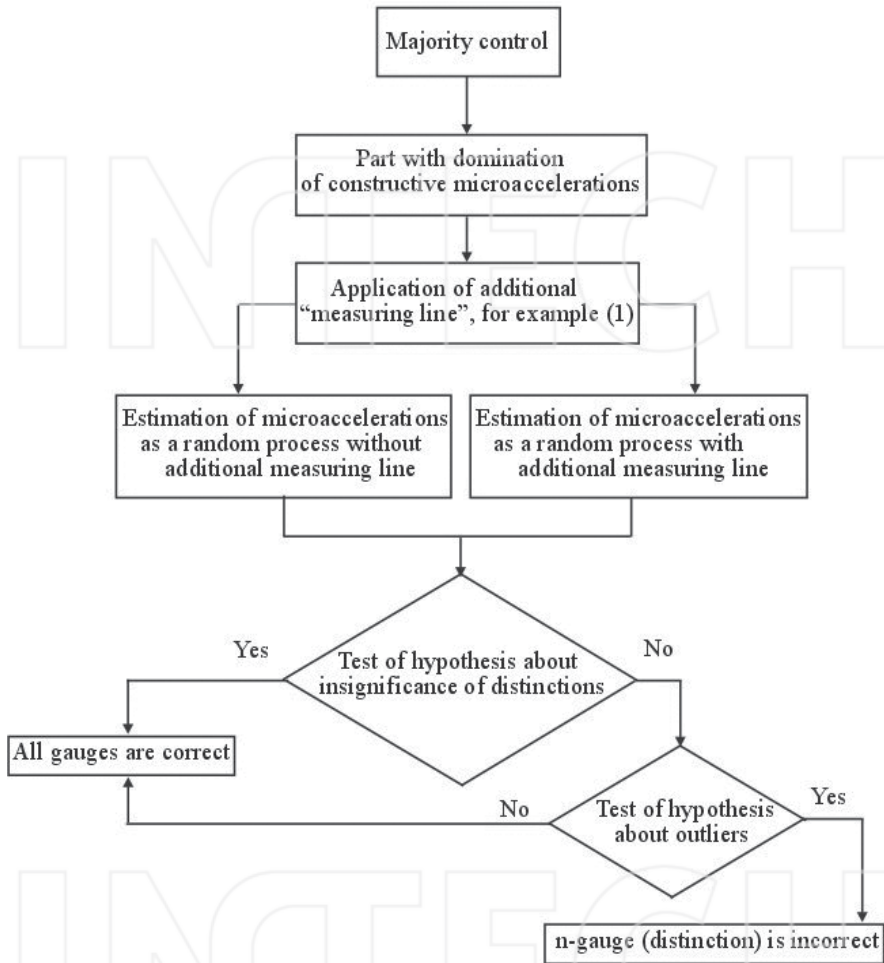 Majority control
Part with domination
of constructive microaccelerations
Application of additional
“measuring line”, for example (1)
Estimation of microaccelerations
as a random process without
additional measuring line
Estimation of microaccelerations
as a random process with
additional measuring line
Yes
No
Test of hypothesis about
insignificance of distinctions
All gauges are correct
No
Yes
Test of hypothesis
about outliers
n-gauge (distinction) is incorrect
INTECH
INTECH